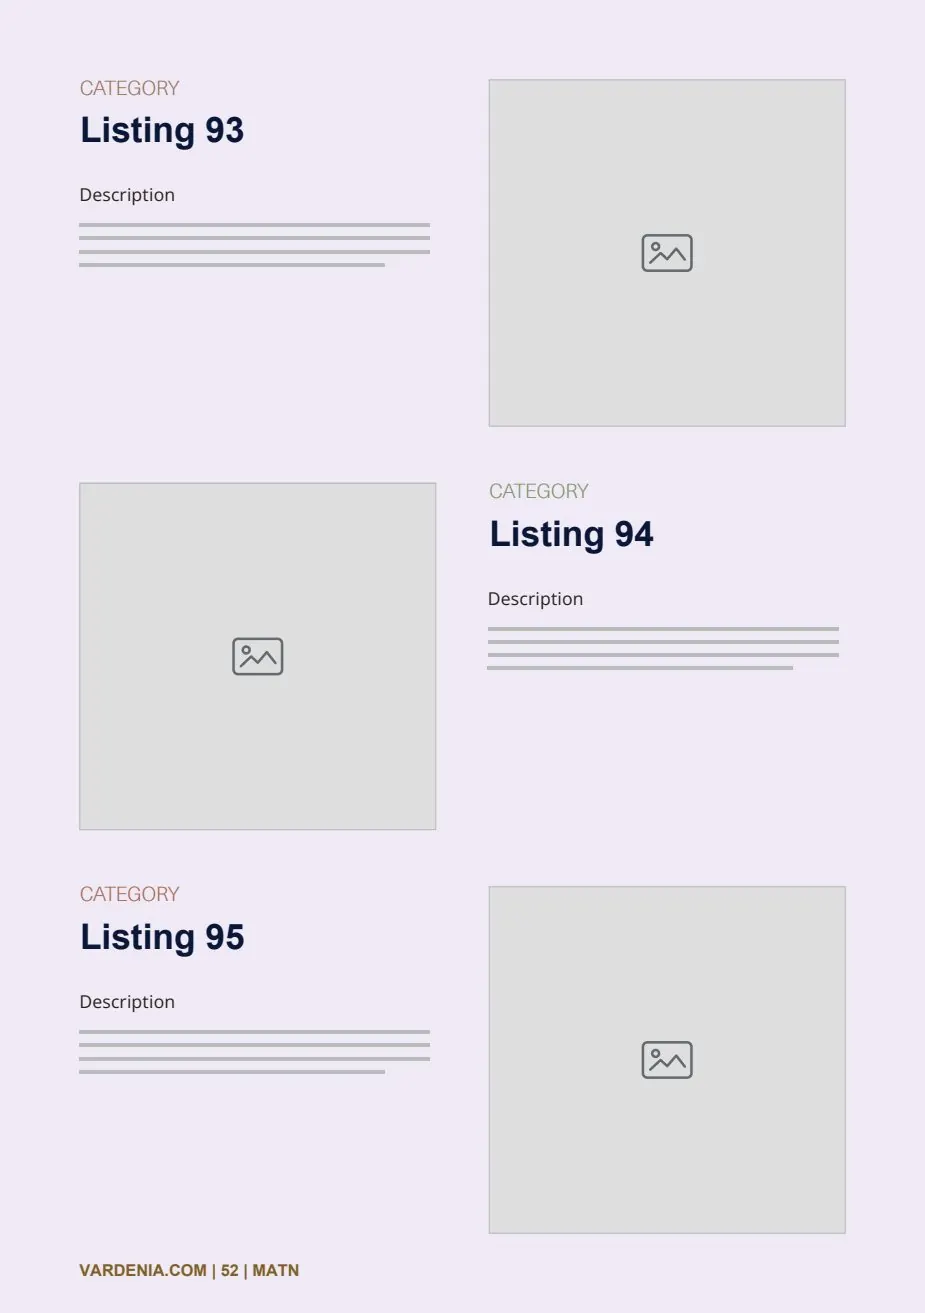 CATEGORY
Listing 93
Description
CATEGORY
Listing 94
Description
CATEGORY
Listing 95
Description
VARDENIA.COM | 52 | MATN